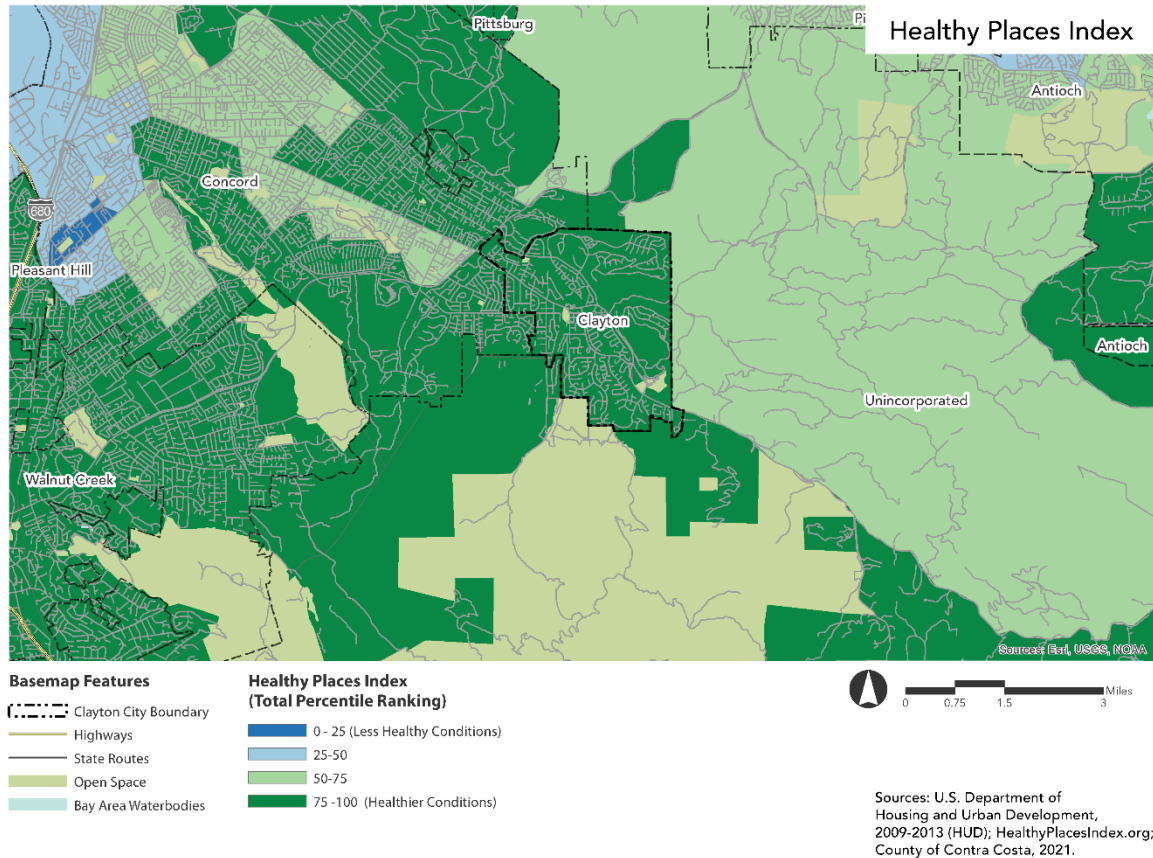 Healthy Places Index
Pittsburg
Pi
Antioch
Concord
680
Pleasant Hill
Clayton
Antioch
Unincorporated
Walnut Creek
Sources: Esri, USGS, NOAA
Basemap Features
Clayton City Boundary
Highways
State Routes
Open Space
Bay Area Waterbodies
Healthy Places Index
(Total Percentile Ranking)
0 - 25 (Less Healthy Conditions)
25-50
50-75
75 -100 (Healthier Conditions)
Miles
0 0.75 1.5 3
Sources: U.S. Department of
Housing and Urban Development,
2009-2013 (HUD); HealthyPlacesIndex.org;
County of Contra Costa, 2021.